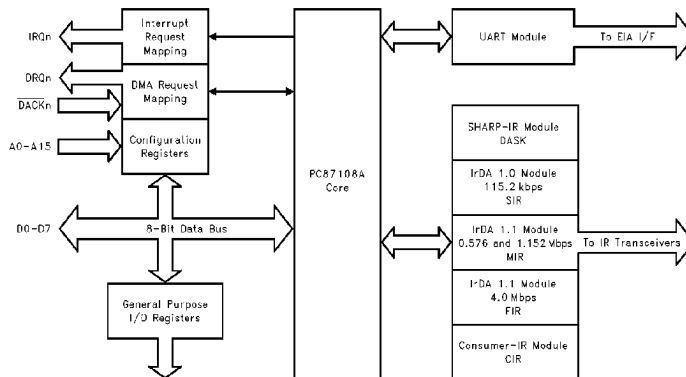 IRQn
Interrupt
Request
Mapping
DRQn
DMA Request
Mapping
DACKn
A0-A15
Configuration
Registers
D0-D7
8-Bit Data Bus
General Purpose
I/O Registers
PC87108A
Core
UART Module
To EIA I/F
SHARP-IR Module
DASK
IrDA 1.0 Module
115.2 kbps
SIR
IrDA 1.1 Module
0.576 and 1.152 Mbps
MIR
To IR Transceivers
IrDA 1.1 Module
4.0 Mbps
FIR
Consumer-IR Module
CIR